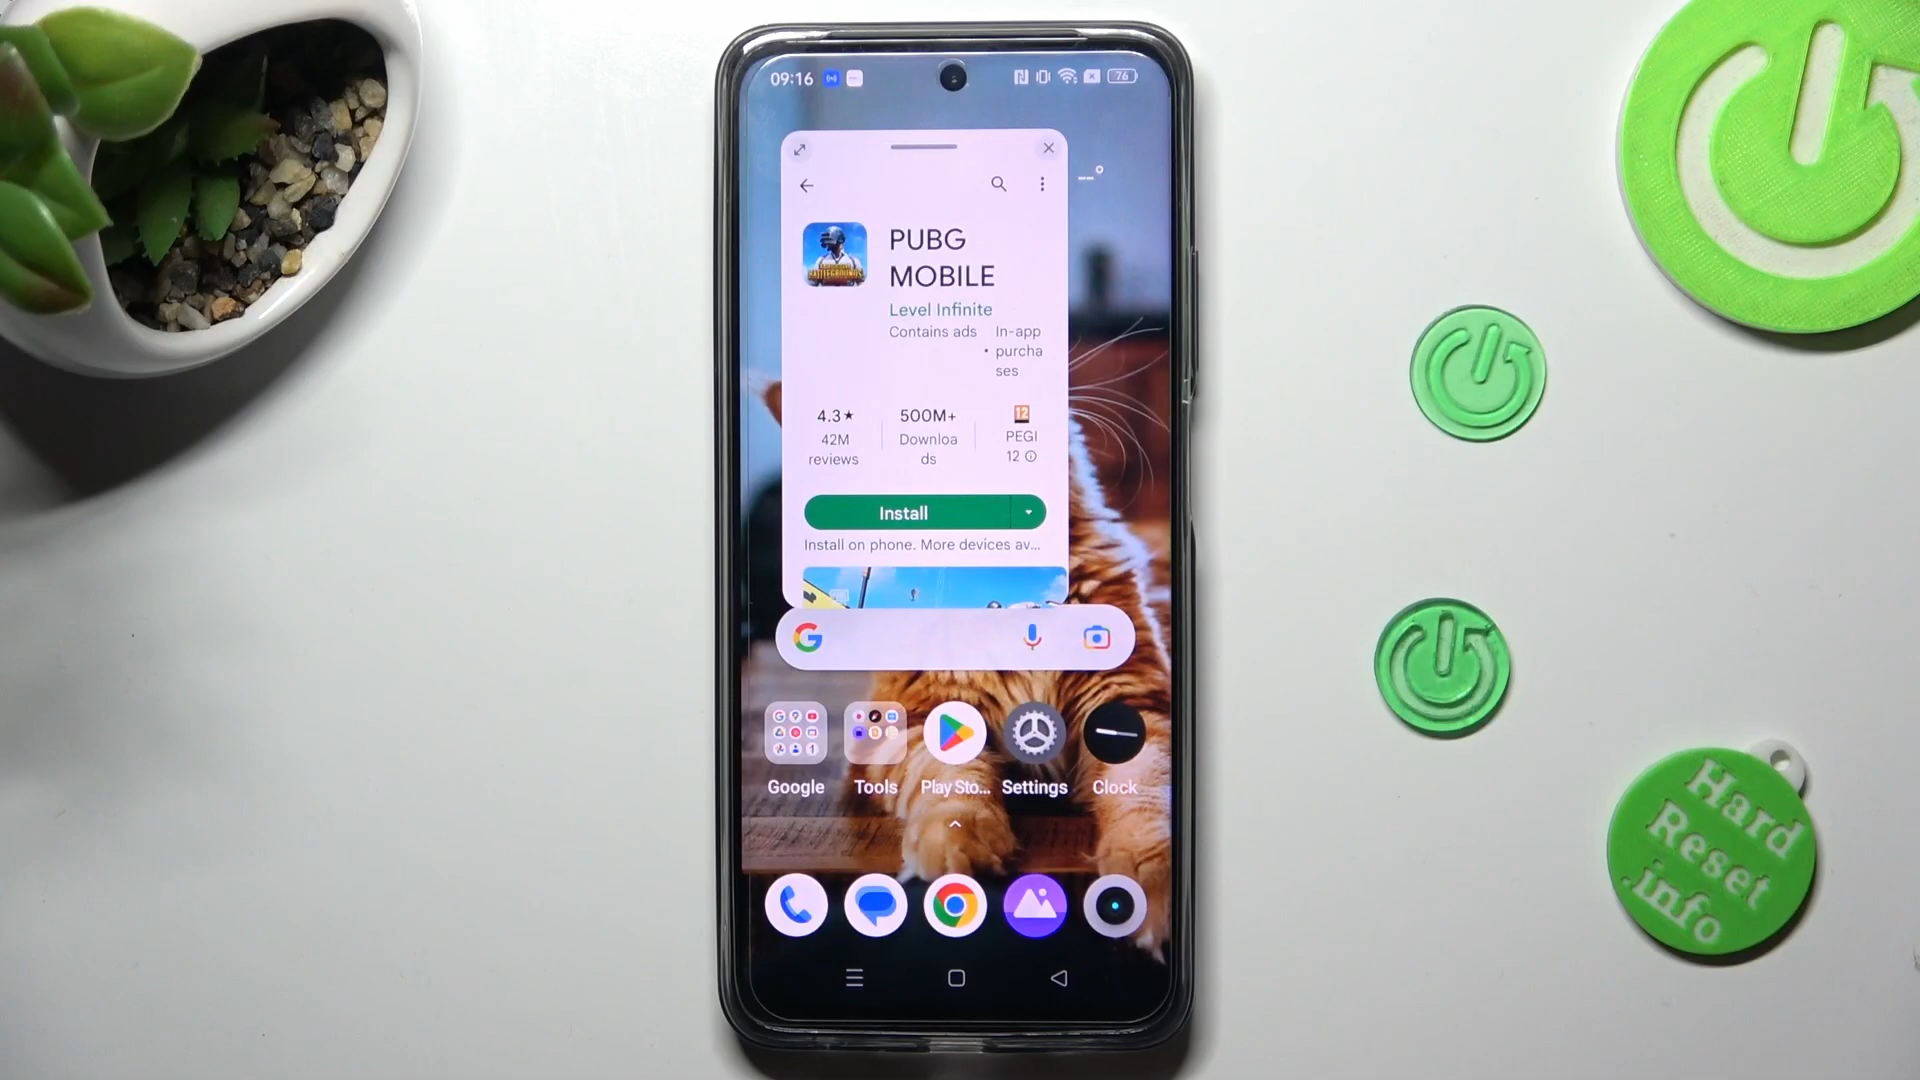 09:16
76
--°
PUBG
MOBILE
Level Infinite
Contains ads
In-app
• purcha
ses
4.3★
42M
reviews
500M+
Downloa
ds
12
PEGI
12
Install
Install on phone. More devices av...
Google
Tools
Play Sto...
Settings
Clock
Hard
Reset
.info